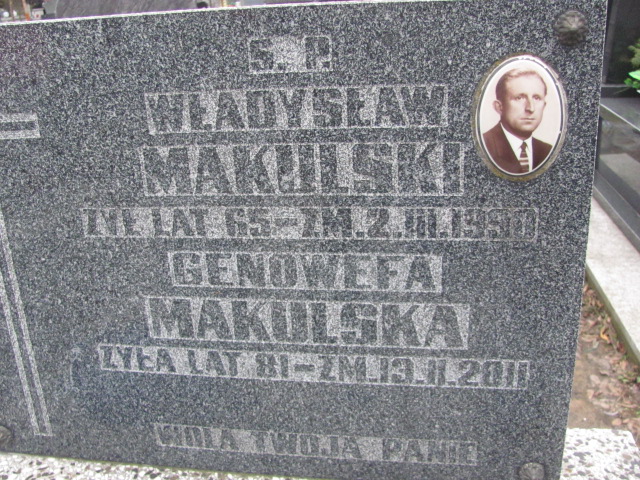 Ś. P.
WŁADYSŁAW
MAKULSKI
ŻYŁ LAT 65-ZM.2.III.1990
GENOWEFA
MAKULSKA
ŻYŁA LAT 81-ZM.13.II.2011
WOLA TWOJA PANIE